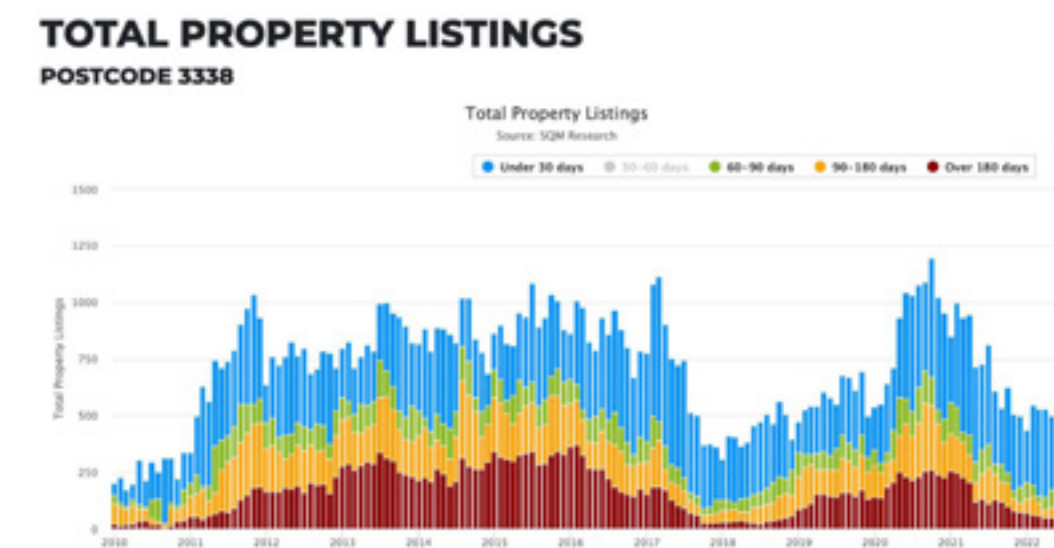 TOTAL PROPERTY LISTINGS
POSTCODE 3338
Total Property Listings
Source: SQM Research
Under 30 days 30-60 days 60-90 days 90-180 days Over 180 days
1500
1250
1000
750
500
250
0
Total Property Listings
2010 2011 2012 2013 2014 2015 2016 2017 2018 2019 2020 2021 2022